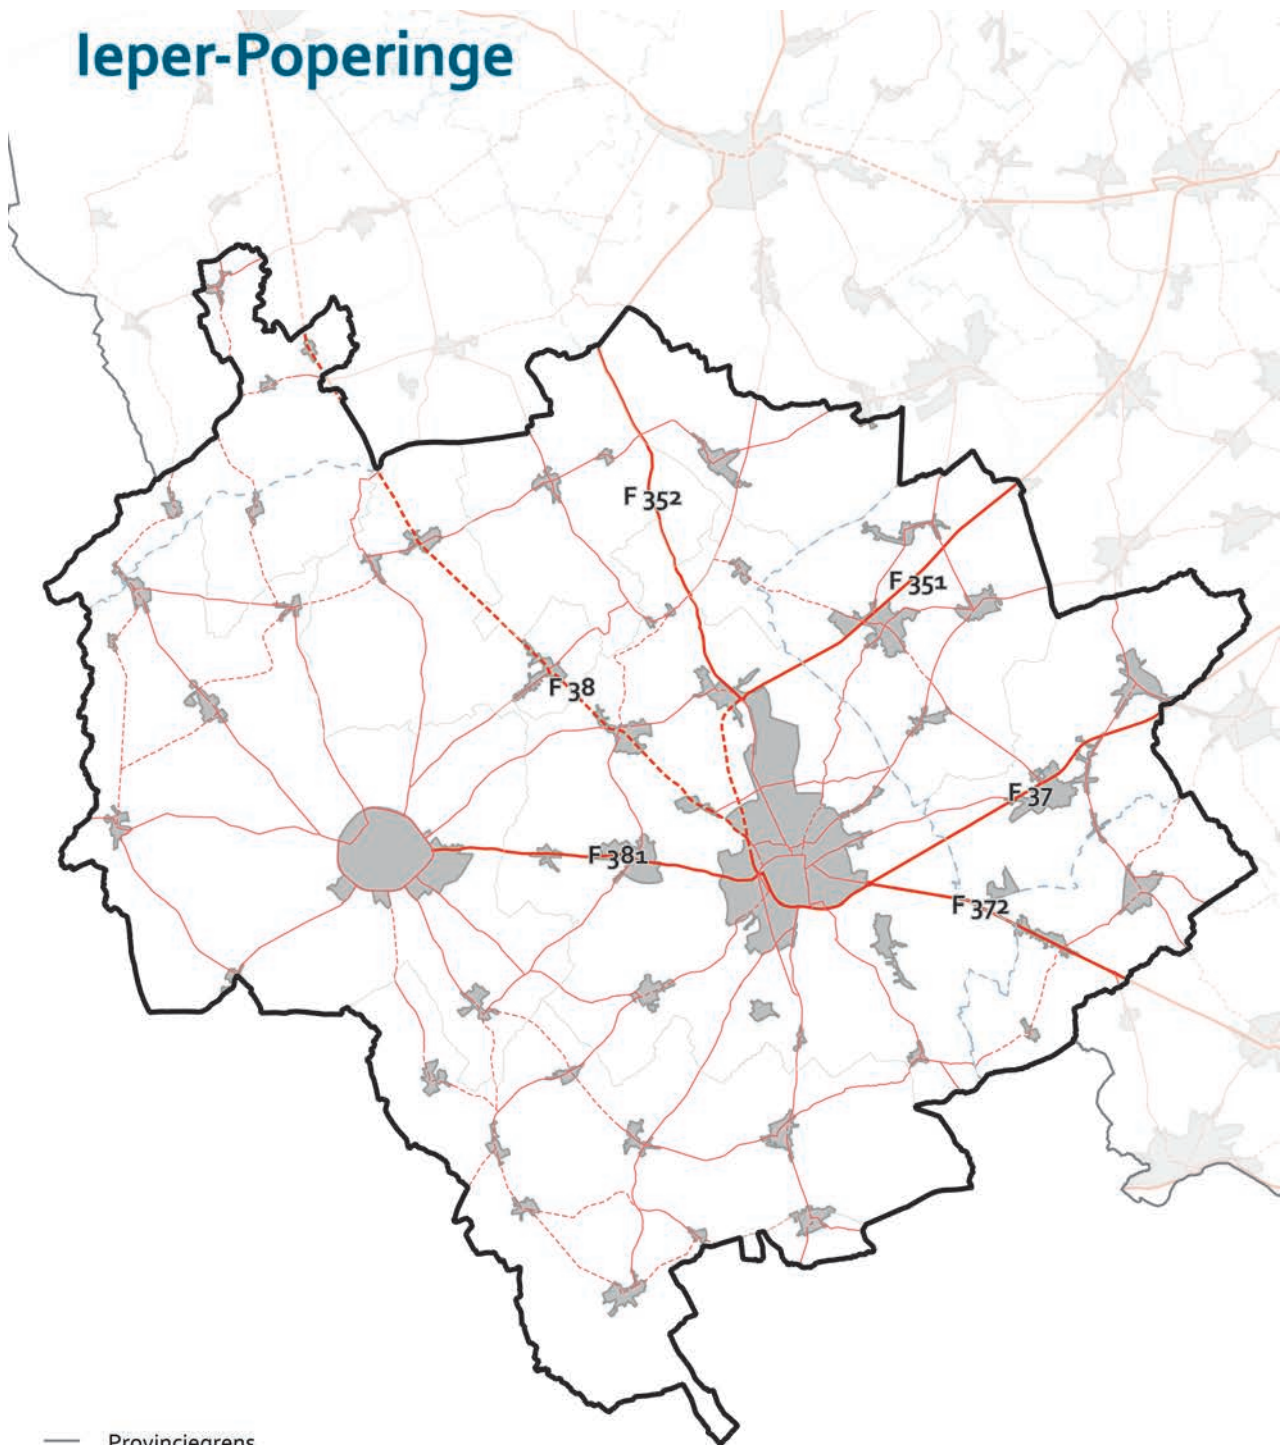 Ieper-Poperinge
F 352
F 351
F 38
F 37
F 381
F 372
Provinciegrens